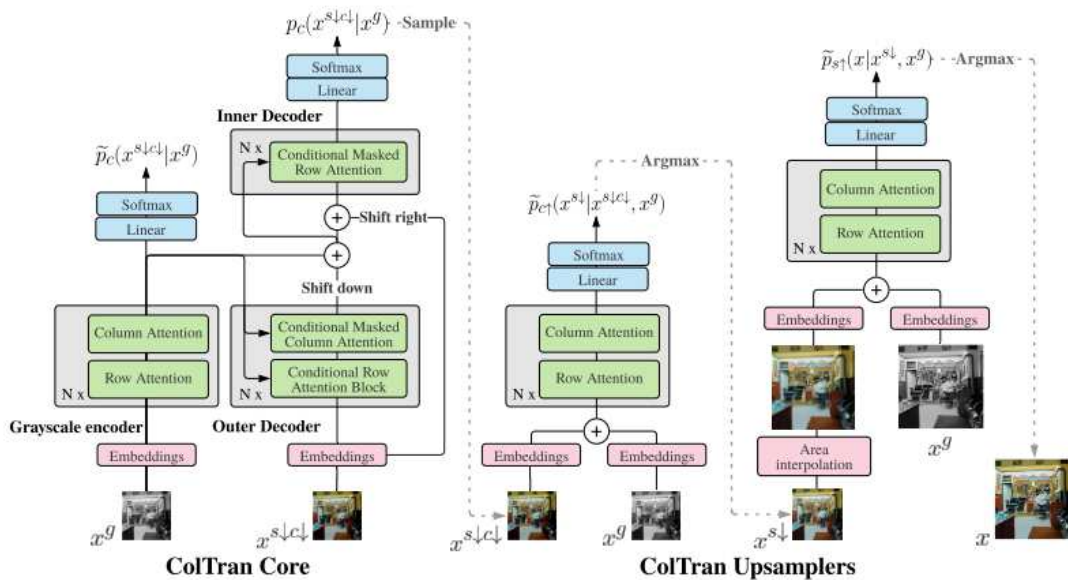 p_c(x^{s↓c↓}|x^g)
Sample
Softmax
Linear
Inner Decoder
N x
Conditional Masked
Row Attention
p̃_c(x^{s↓c↓}|x^g)
Softmax
Linear
Shift right
Shift down
Column Attention
Row Attention
N x
Grayscale encoder
Conditional Masked
Column Attention
Conditional Row
Attention Block
N x
Outer Decoder
Embeddings
Embeddings
x^g
x^{s↓c↓}
ColTran Core
Argmax
p̃_{c↑}(x^{s↓}|x^{s↓c↓}, x^g)
Softmax
Linear
Column Attention
Row Attention
N x
Embeddings
Embeddings
x^{s↓c↓}
x^g
p̃_{s↑}(x|x^{s↓}, x^g)
Argmax
Softmax
Linear
Column Attention
Row Attention
N x
Embeddings
Embeddings
x^g
Area
interpolation
x^{s↓}
x
ColTran Upsamplers